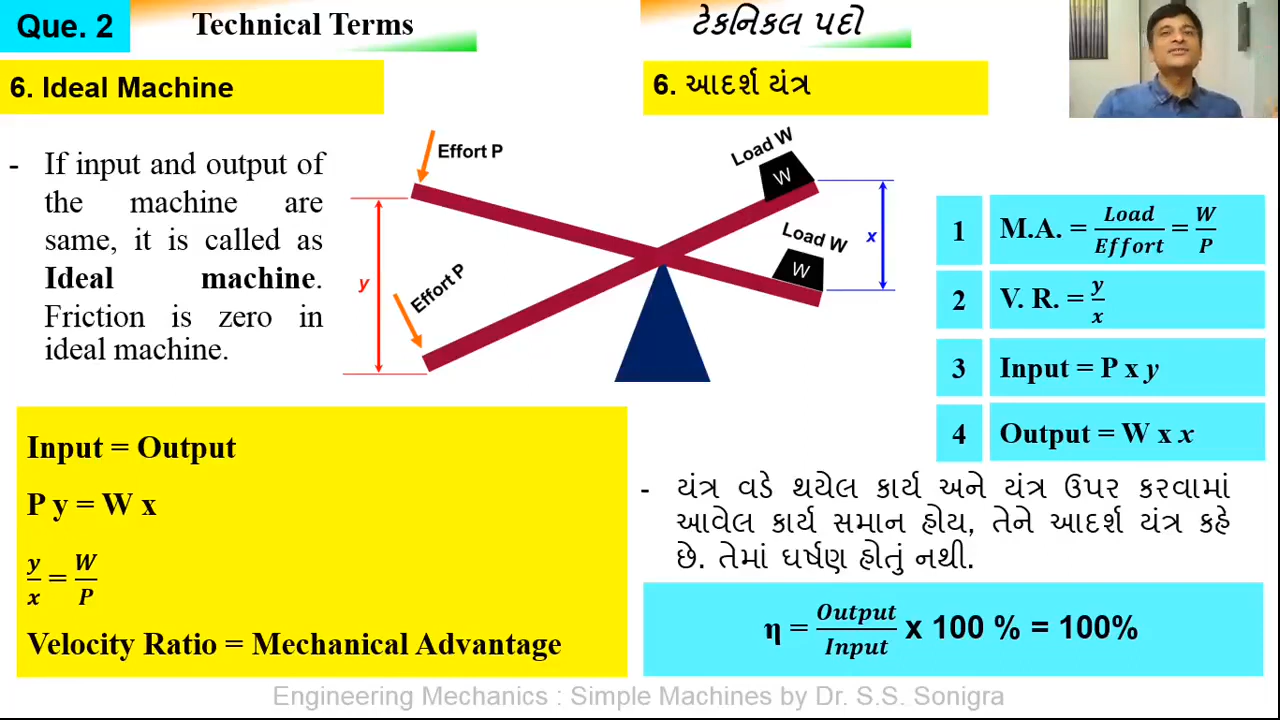 Que. 2
Technical Terms
ટેકનિકલ પદો
6. Ideal Machine
6. આદર્શ યંત્ર
- If input and output of
the machine are
same, it is called as
Ideal machine.
Friction is zero in
ideal machine.
Effort P
Effort P
y
Load W
W
Load W
W
x
1 M.A. = Load/Effort = W/P
2 V. R. = y/x
3 Input = P x y
4 Output = W x x
Input = Output
P y = W x
y/x = W/P
Velocity Ratio = Mechanical Advantage
- યંત્ર વડે થયેલ કાર્ય અને યંત્ર ઉપર કરવામાં
આવેલ કાર્ય સમાન હોય, તેને આદર્શ યંત્ર કહે
છે. તેમાં ઘર્ષણ હોતું નથી.
η = Output/Input x 100 % = 100%
Engineering Mechanics : Simple Machines by Dr. S.S. Sonigra